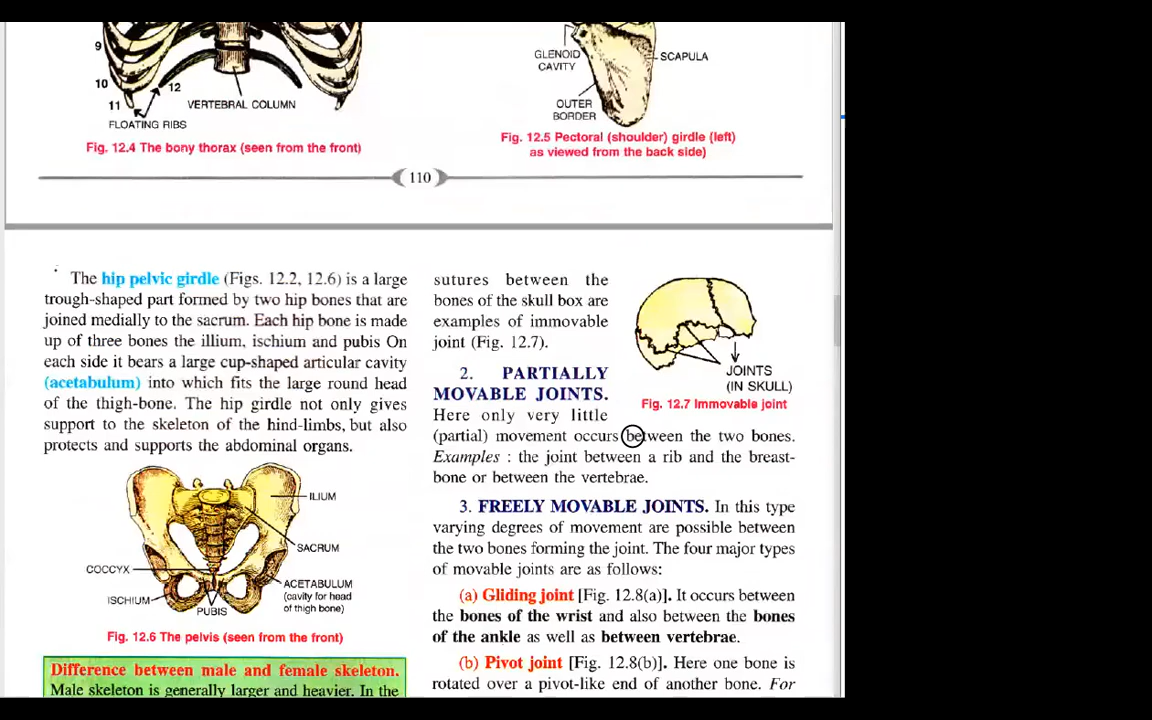 9
10
11
12
VERTEBRAL COLUMN
FLOATING RIBS
Fig. 12.4 The bony thorax (seen from the front)
GLENOID
CAVITY
SCAPULA
OUTER
BORDER
Fig. 12.5 Pectoral (shoulder) girdle (left)
as viewed from the back side)
110
The hip pelvic girdle (Figs. 12.2, 12.6) is a large
trough-shaped part formed by two hip bones that are
joined medially to the sacrum. Each hip bone is made
up of three bones the illium, ischium and pubis On
each side it bears a large cup-shaped articular cavity
(acetabulum) into which fits the large round head
of the thigh-bone. The hip girdle not only gives
support to the skeleton of the hind-limbs, but also
protects and supports the abdominal organs.
ILIUM
SACRUM
COCCYX
ACETABULUM
(cavity for head
of thigh bone)
ISCHIUM
PUBIS
Fig. 12.6 The pelvis (seen from the front)
Difference between male and female skeleton.
Male skeleton is generally larger and heavier. In the
sutures between the
bones of the skull box are
examples of immovable
joint (Fig. 12.7).
JOINTS
(IN SKULL)
Fig. 12.7 Immovable joint
2. PARTIALLY
MOVABLE JOINTS.
Here only very little
(partial) movement occurs between the two bones.
Examples : the joint between a rib and the breast-
bone or between the vertebrae.
3. FREELY MOVABLE JOINTS. In this type
varying degrees of movement are possible between
the two bones forming the joint. The four major types
of movable joints are as follows:
(a) Gliding joint [Fig. 12.8(a)]. It occurs between
the bones of the wrist and also between the bones
of the ankle as well as between vertebrae.
(b) Pivot joint [Fig. 12.8(b)]. Here one bone is
rotated over a pivot-like end of another bone. For